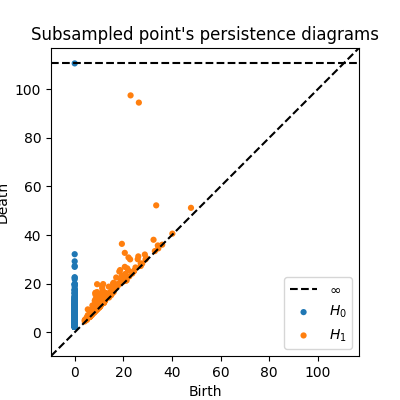 Subsampled point's persistence diagrams
100
80
60
40
20
0
Death
0 20 40 60 80 100
Birth
∞
H₀
H₁